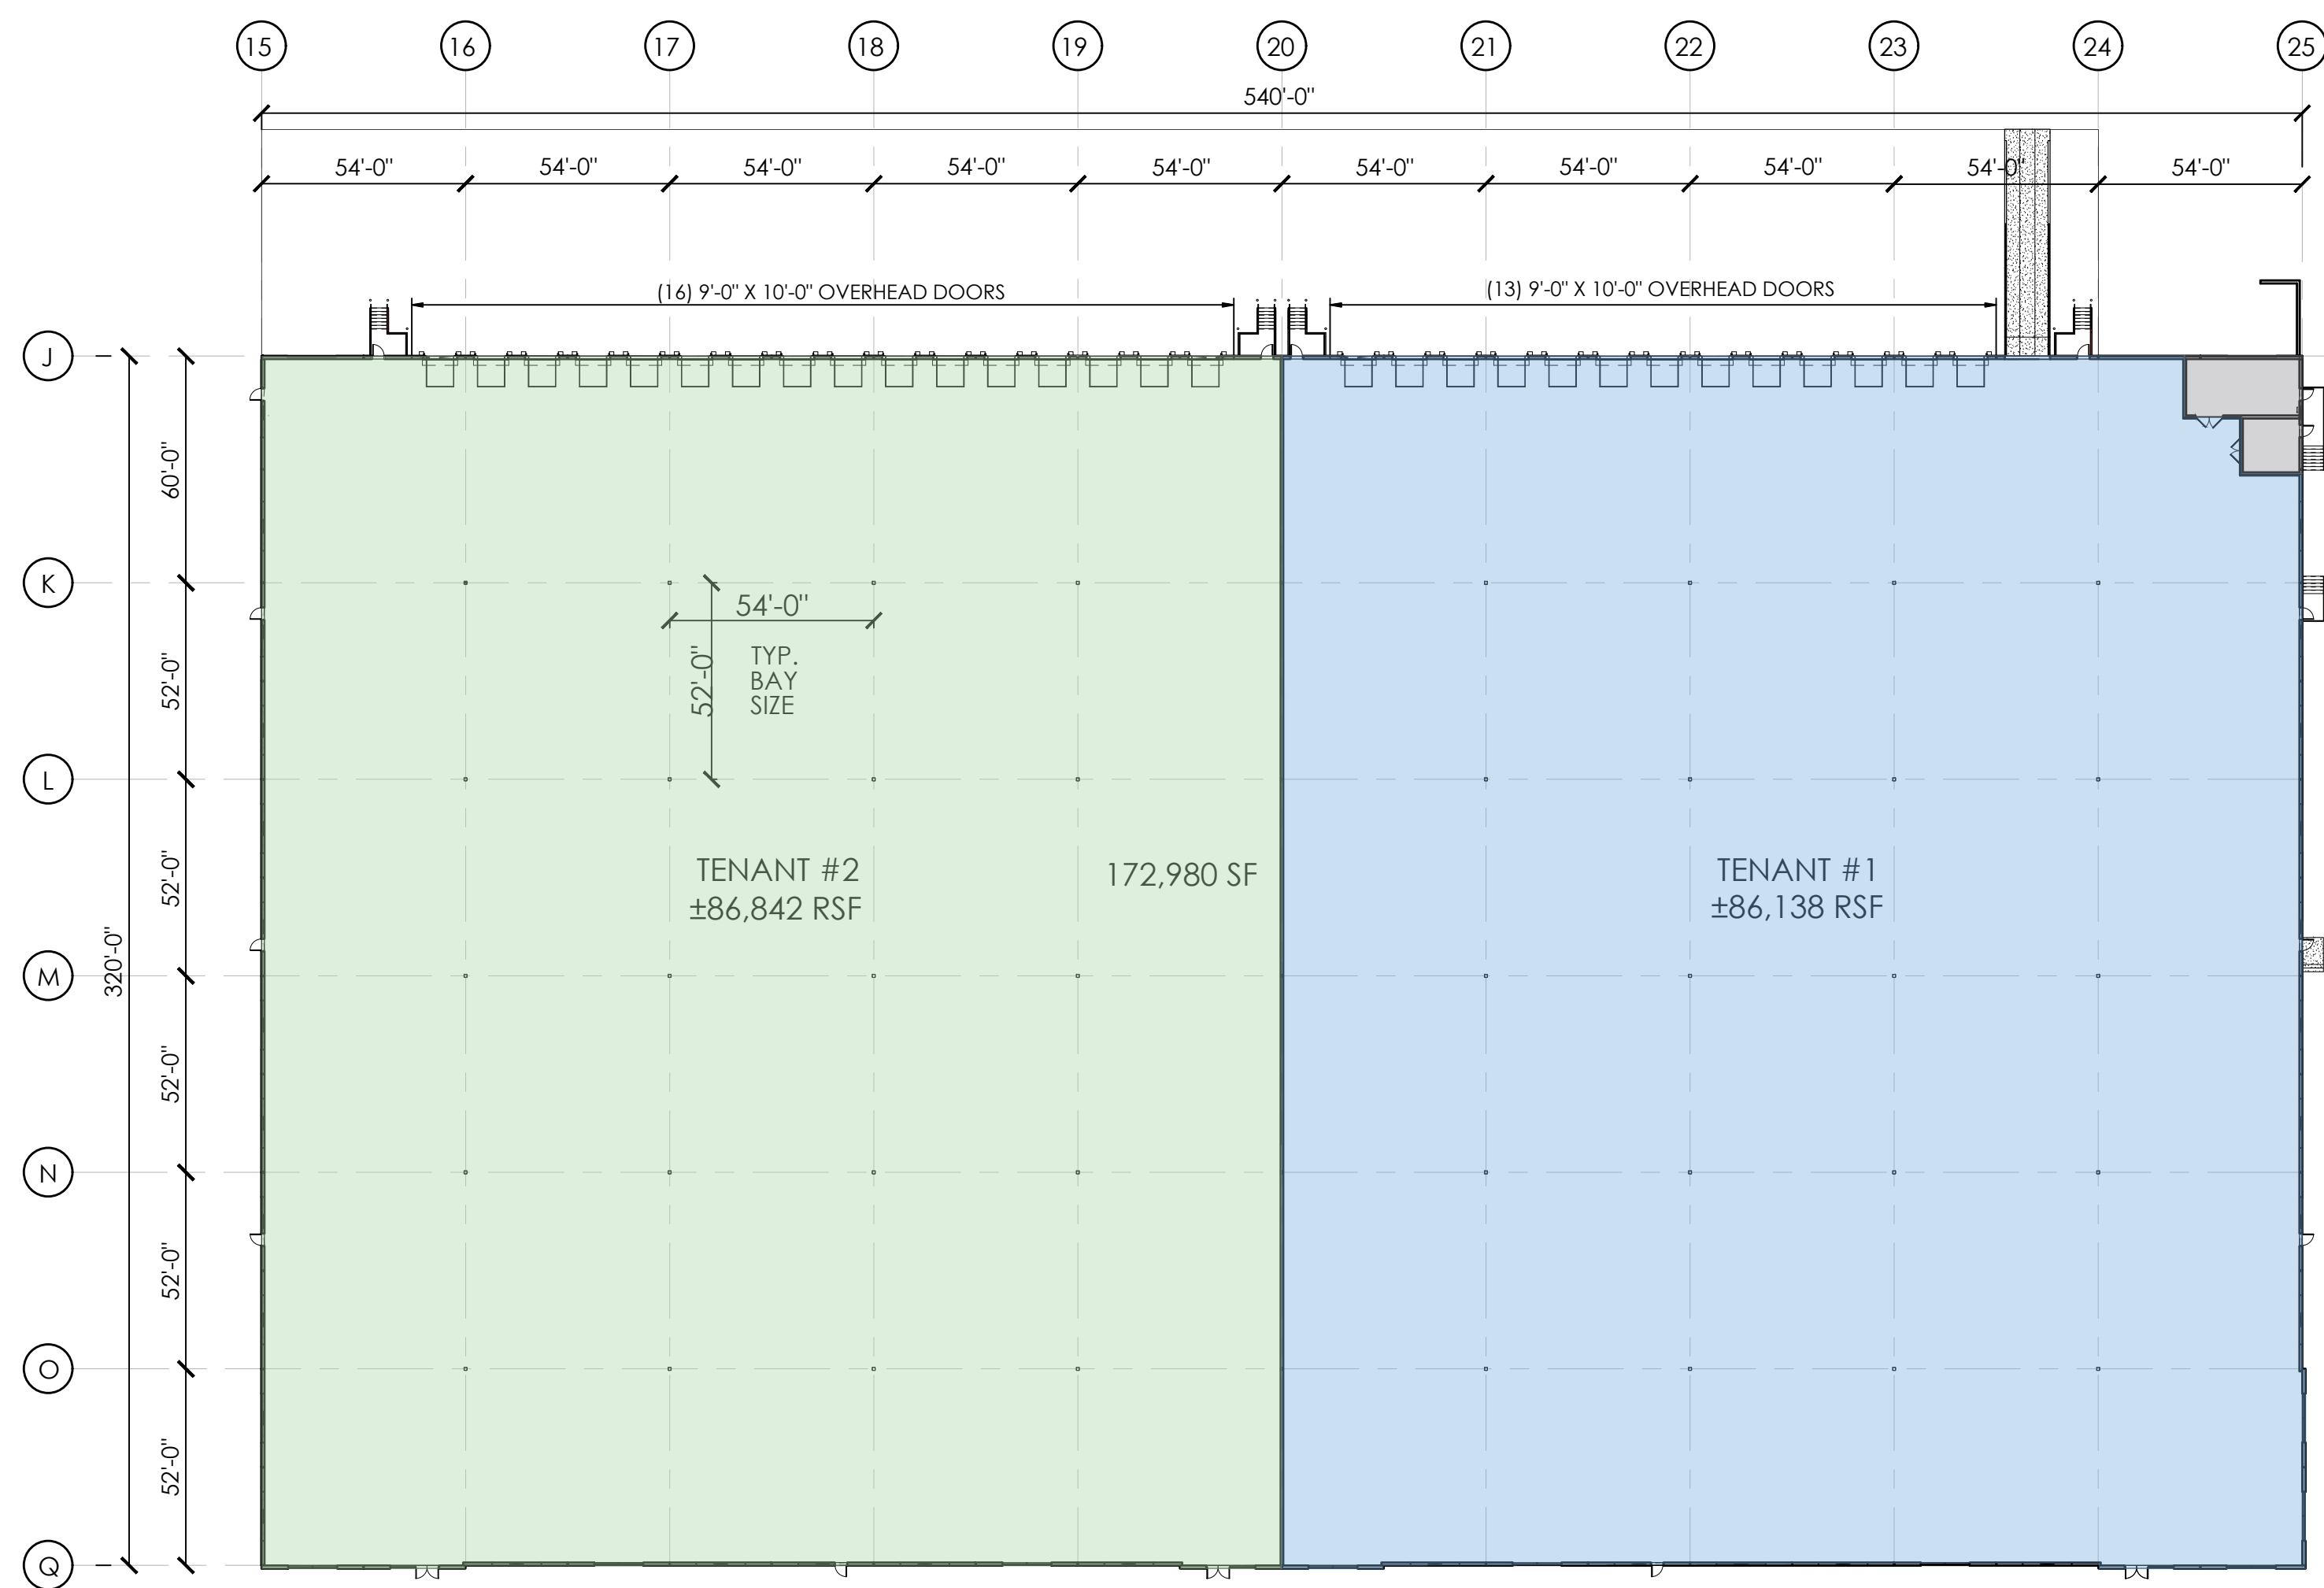 15
16
17
18
19
20
21
22
23
24
25
540'-0"
54'-0"
54'-0"
54'-0"
54'-0"
54'-0"
54'-0"
54'-0"
54'-0"
54'-0"
54'-0"
(16) 9'-0" X 10'-0" OVERHEAD DOORS
(13) 9'-0" X 10'-0" OVERHEAD DOORS
J
60'-0"
K
54'-0"
52'-0"
TYP.
BAY
SIZE
52'-0"
L
TENANT #2
±86,842 RSF
172,980 SF
TENANT #1
±86,138 RSF
52'-0"
320'-0"
M
52'-0"
N
52'-0"
O
52'-0"
Q